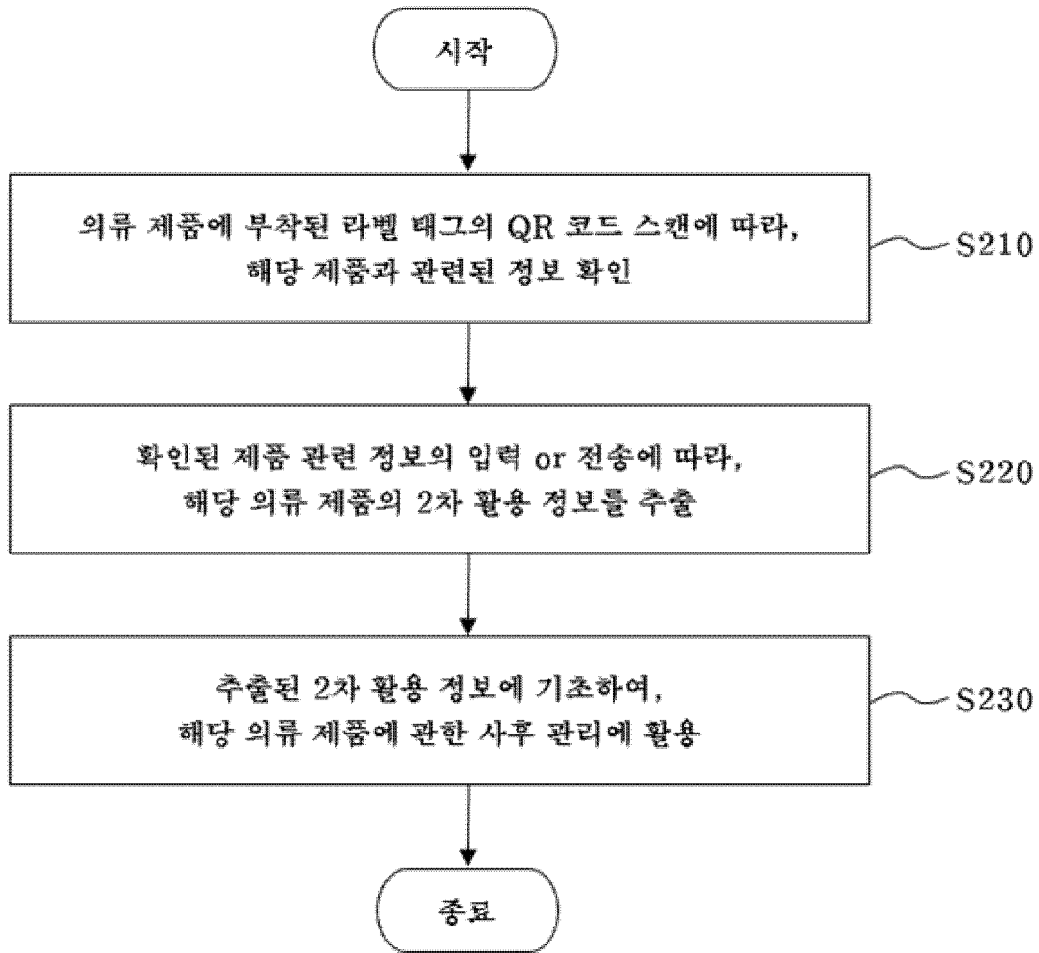 시작
의류 제품에 부착된 라벨 태그의 QR 코드 스캔에 따라,
해당 제품과 관련된 정보 확인
S210
확인된 제품 관련 정보의 입력 or 전송에 따라,
해당 의류 제품의 2차 활용 정보를 추출
S220
추출된 2차 활용 정보에 기초하여,
해당 의류 제품에 관한 사후 관리에 활용
S230
종료